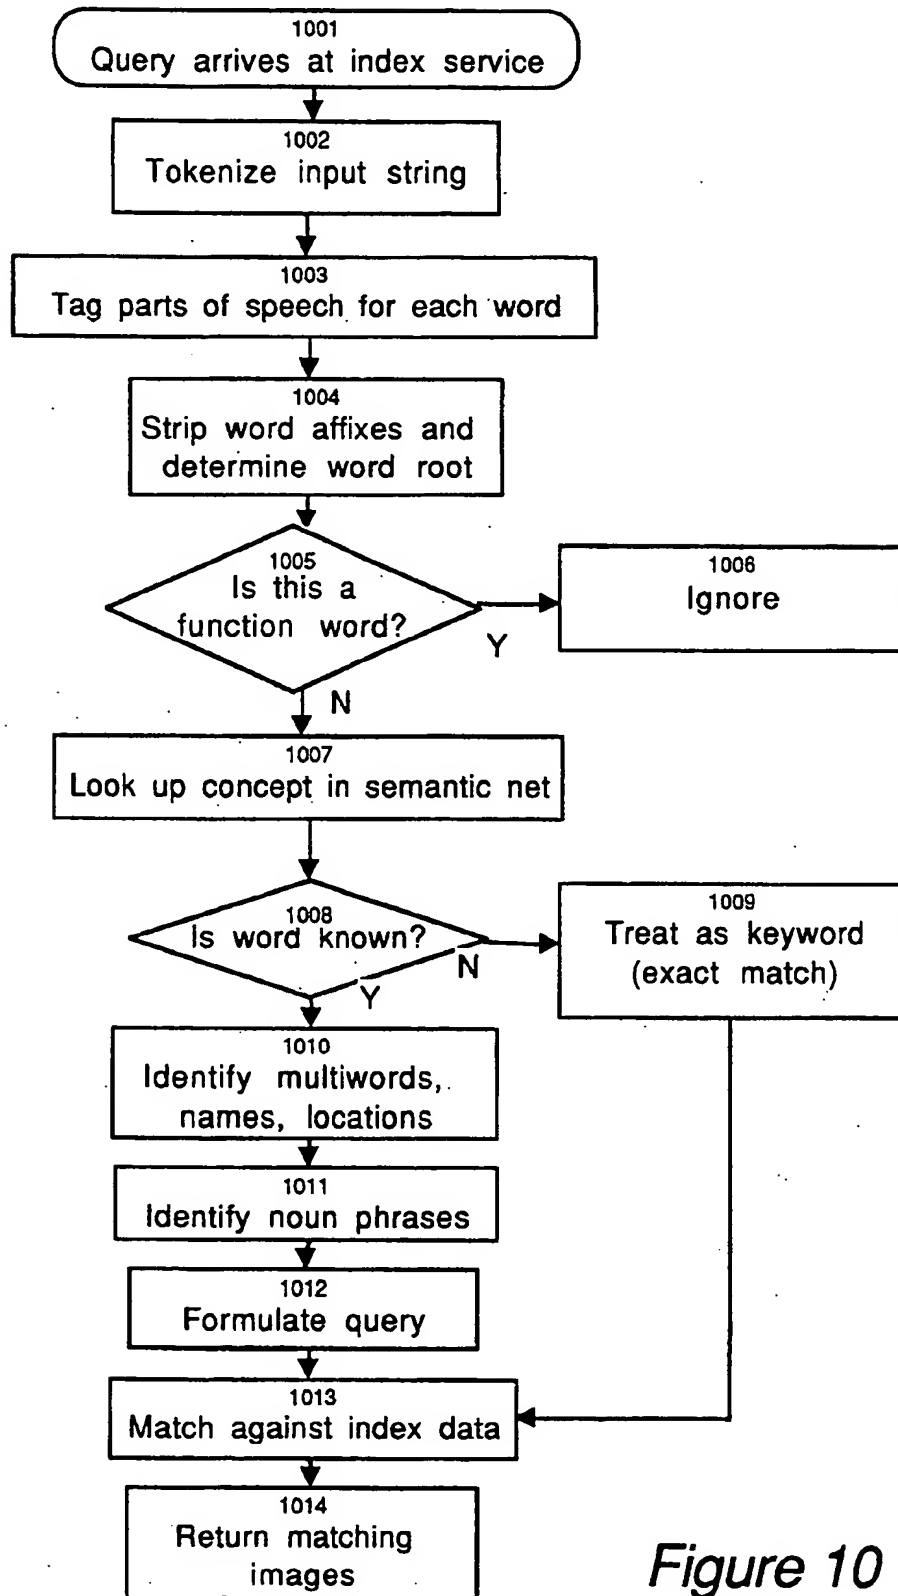 1001
Query arrives at index service
1002
Tokenize input string
1003
Tag parts of speech for each word
1004
Strip word affixes and
determine word root
1005
Is this a
function word?
Y
N
1006
Ignore
1007
Look up concept in semantic net
1008
Is word known?
N
Y
1009
Treat as keyword
(exact match)
1010
Identify multiwords,
names, locations
1011
Identify noun phrases
1012
Formulate query
1013
Match against index data
1014
Return matching
images
Figure 10